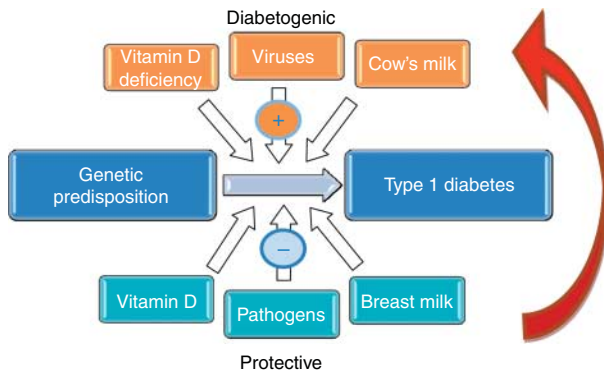 Diabetogenic
Vitamin D
deficiency
Viruses
Cow's milk
+
Genetic
predisposition
Type 1 diabetes
−
Vitamin D
Pathogens
Breast milk
Protective